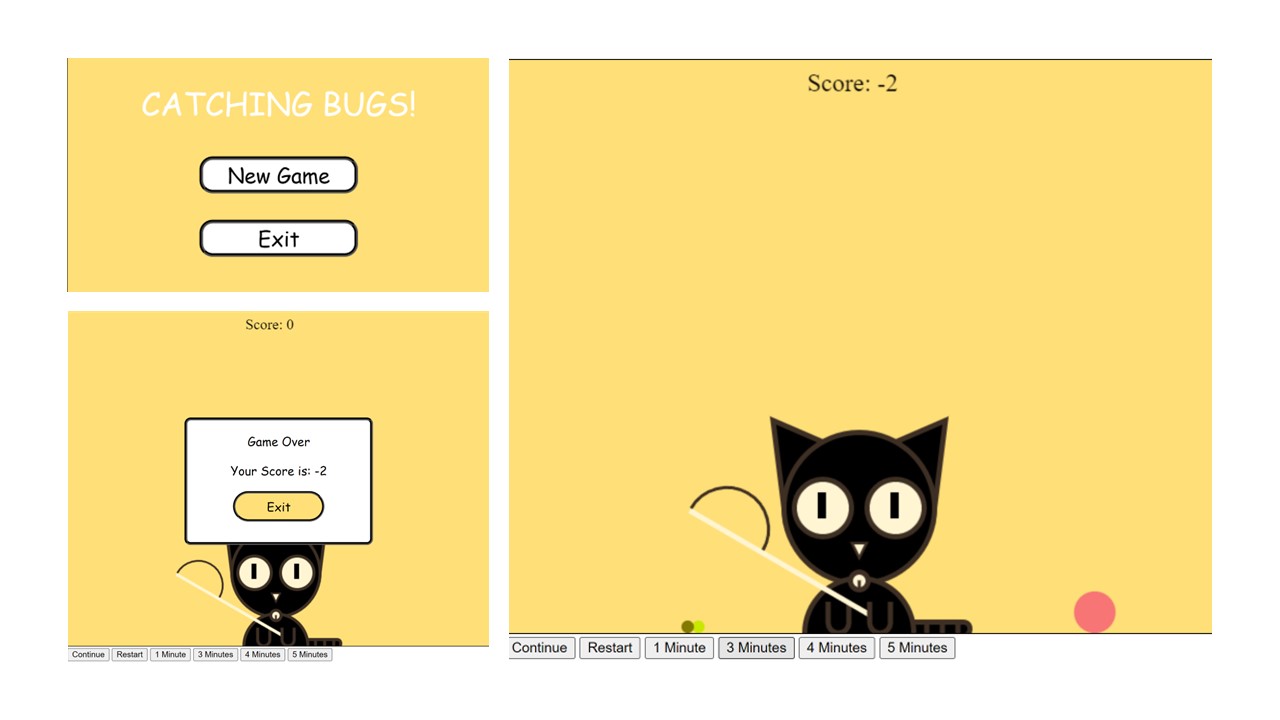 CATCHING BUGS!
New Game
Exit
Score: 0
Game Over
Your Score is: -2
Exit
Continue Restart 1 Minute 3 Minutes 4 Minutes 5 Minutes
Score: -2
Continue Restart 1 Minute 3 Minutes 4 Minutes 5 Minutes